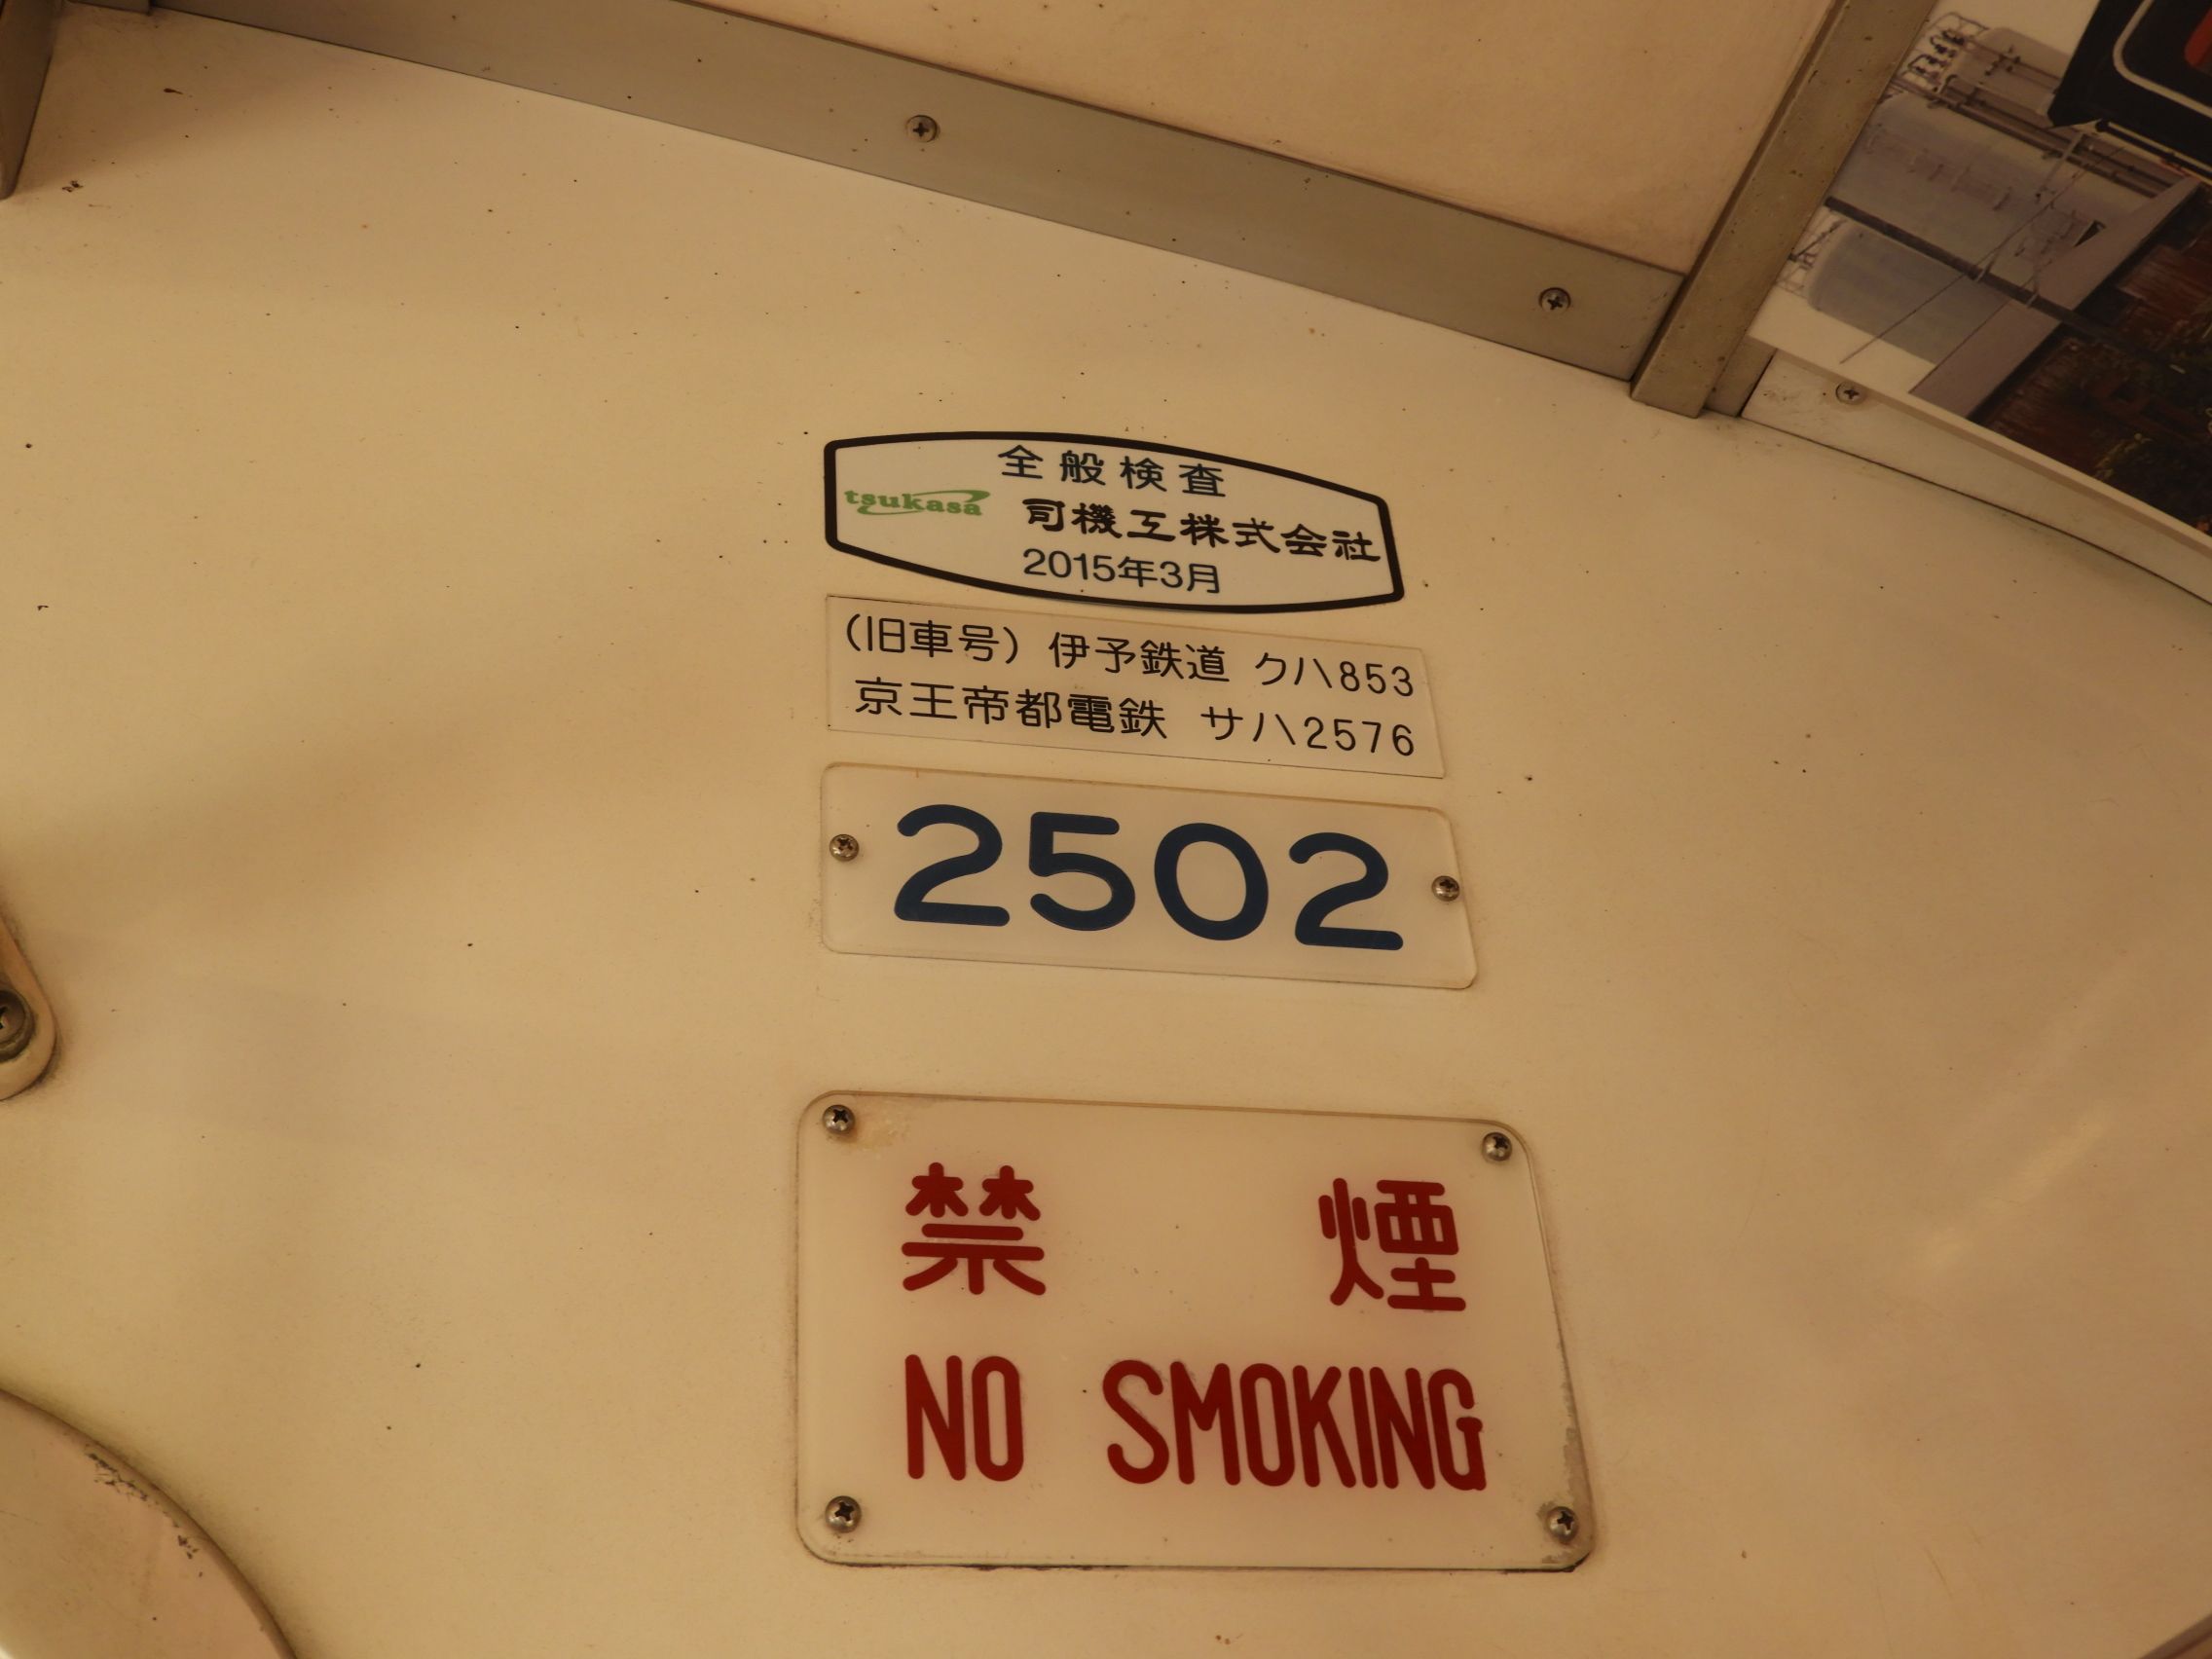 全般検査
tsukasa 司機工株式会社
2015年3月
(旧車号) 伊予鉄道 クハ853
京王帝都電鉄 サハ2576
2502
禁 煙
NO SMOKING